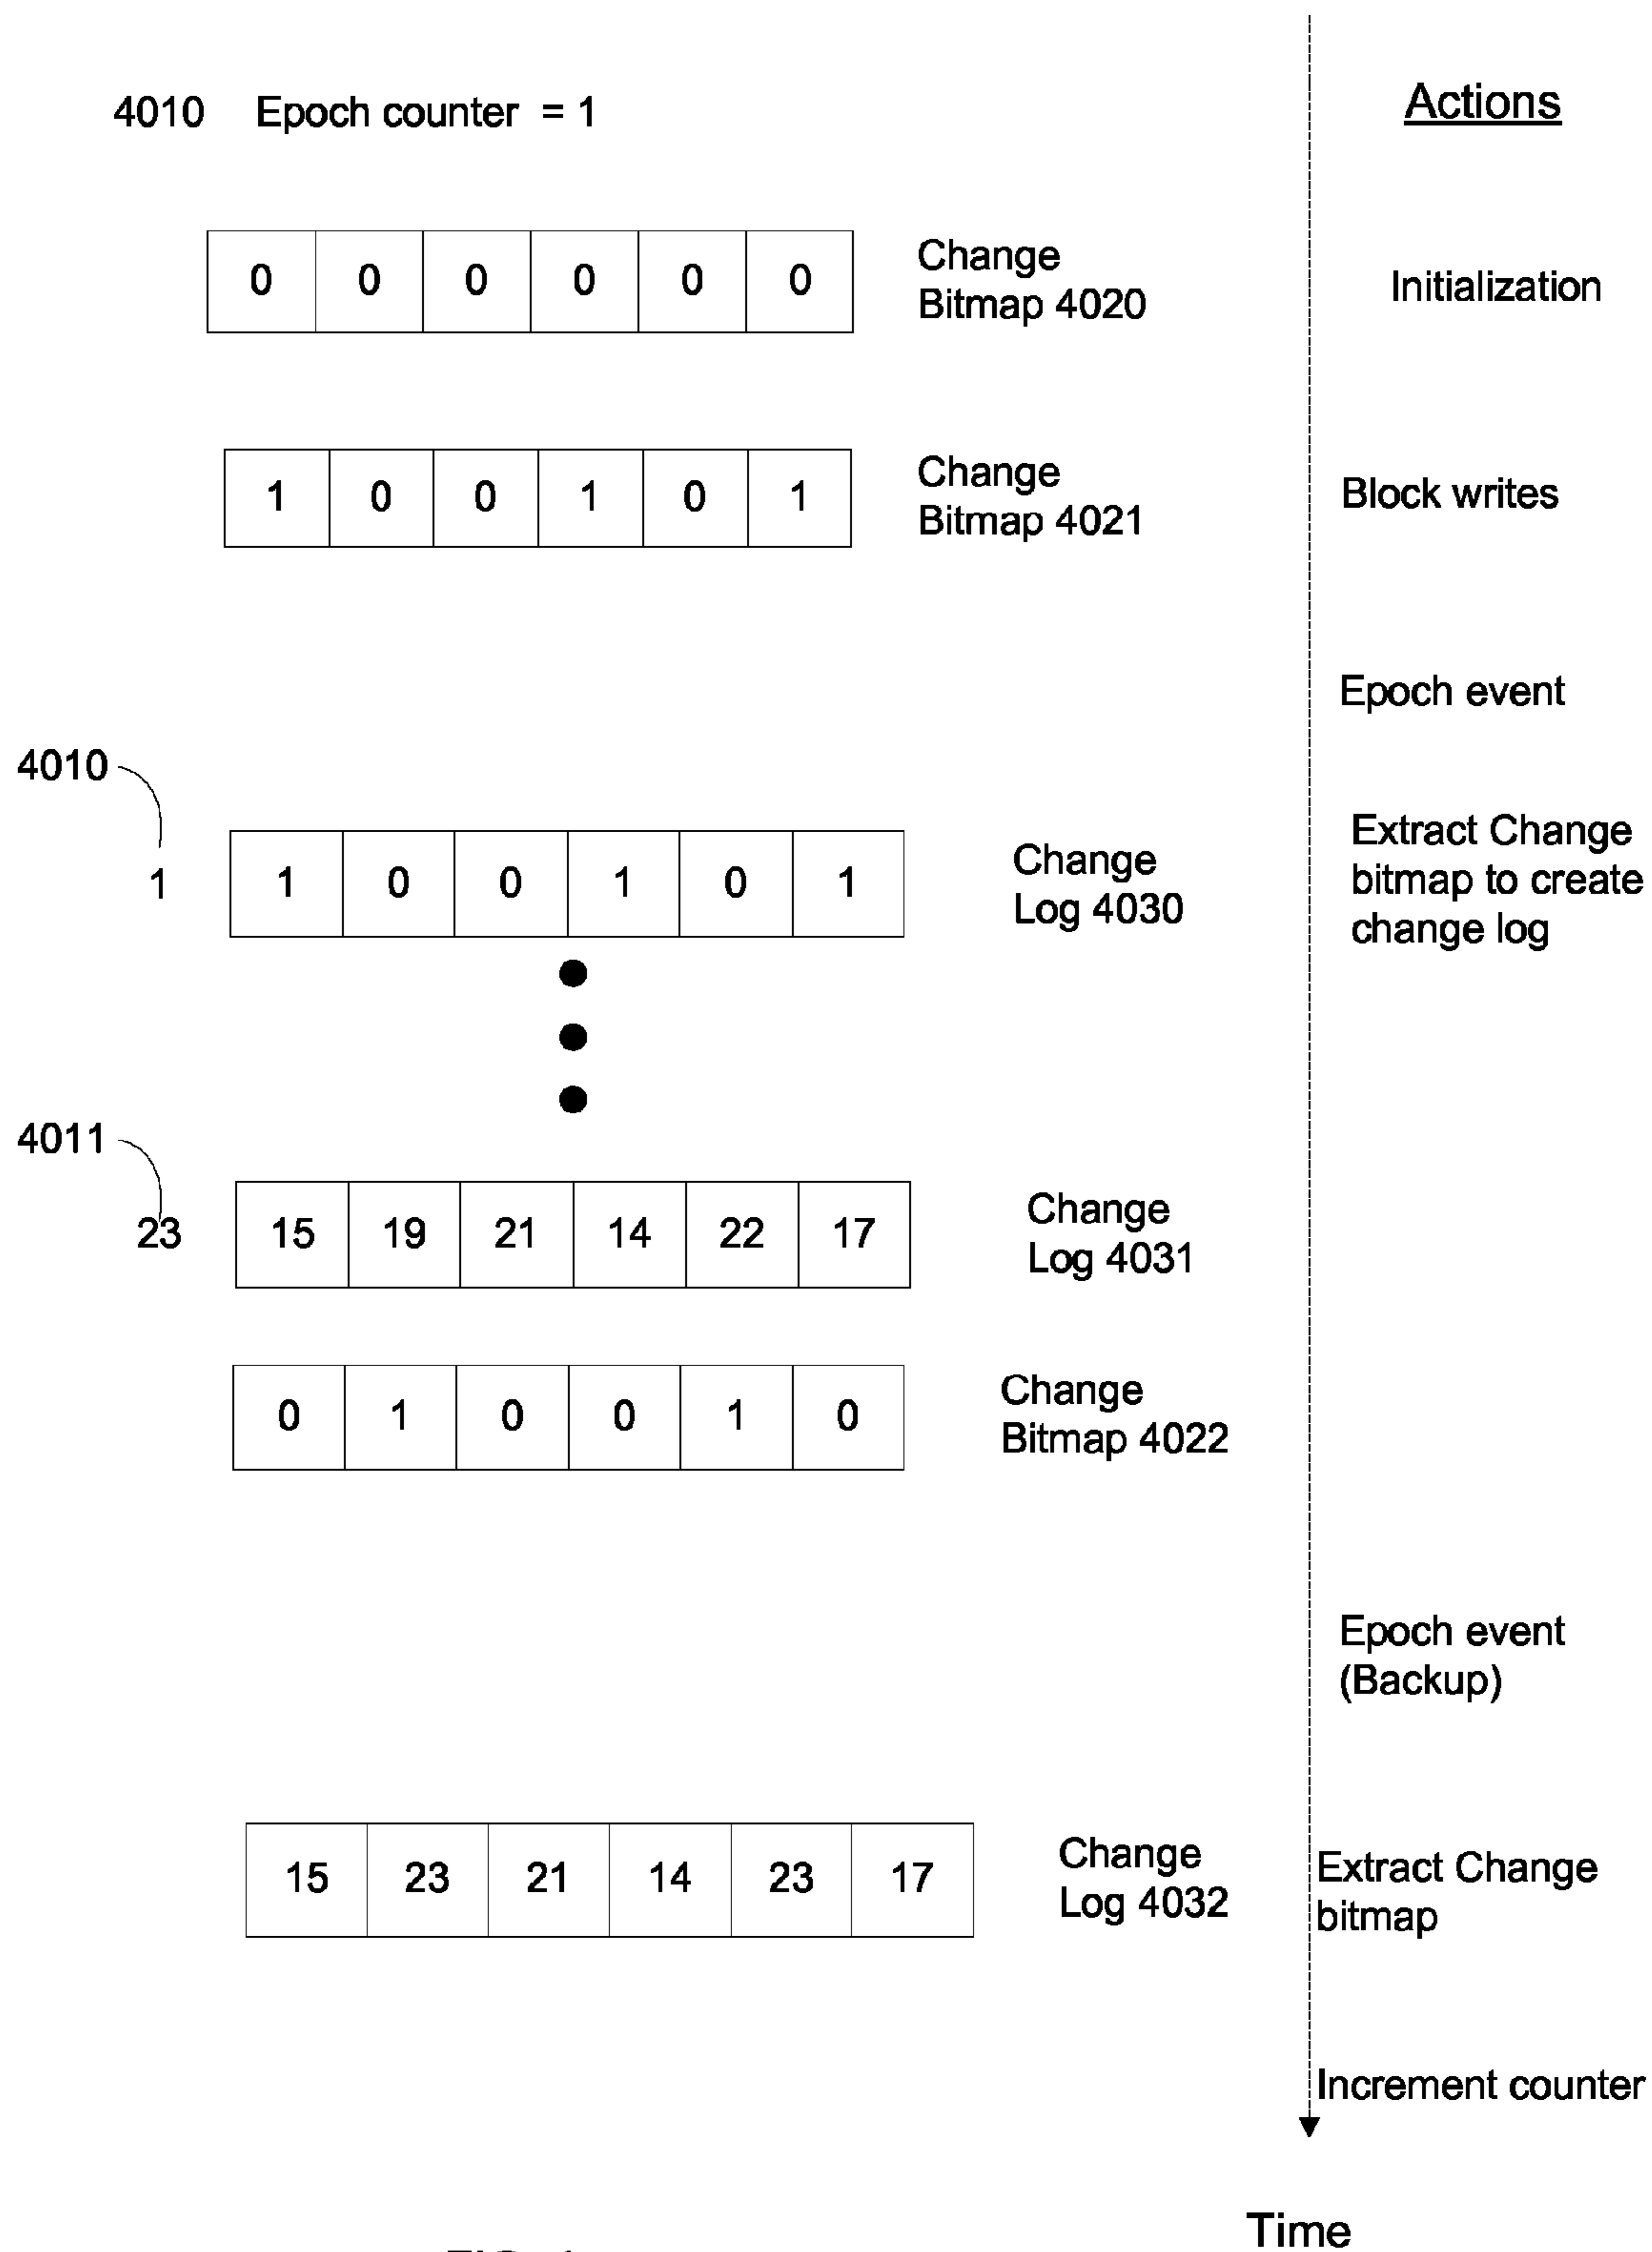 4010 Epoch counter = 1
Actions
0 0 0 0 0 0
Change
Bitmap 4020
Initialization
1 0 0 1 0 1
Change
Bitmap 4021
Block writes
Epoch event
4010
1
1 0 0 1 0 1
Change
Log 4030
Extract Change
bitmap to create
change log
4011
23
15 19 21 14 22 17
Change
Log 4031
0 1 0 0 1 0
Change
Bitmap 4022
Epoch event
(Backup)
15 23 21 14 23 17
Change
Log 4032
Extract Change
bitmap
Increment counter
Time